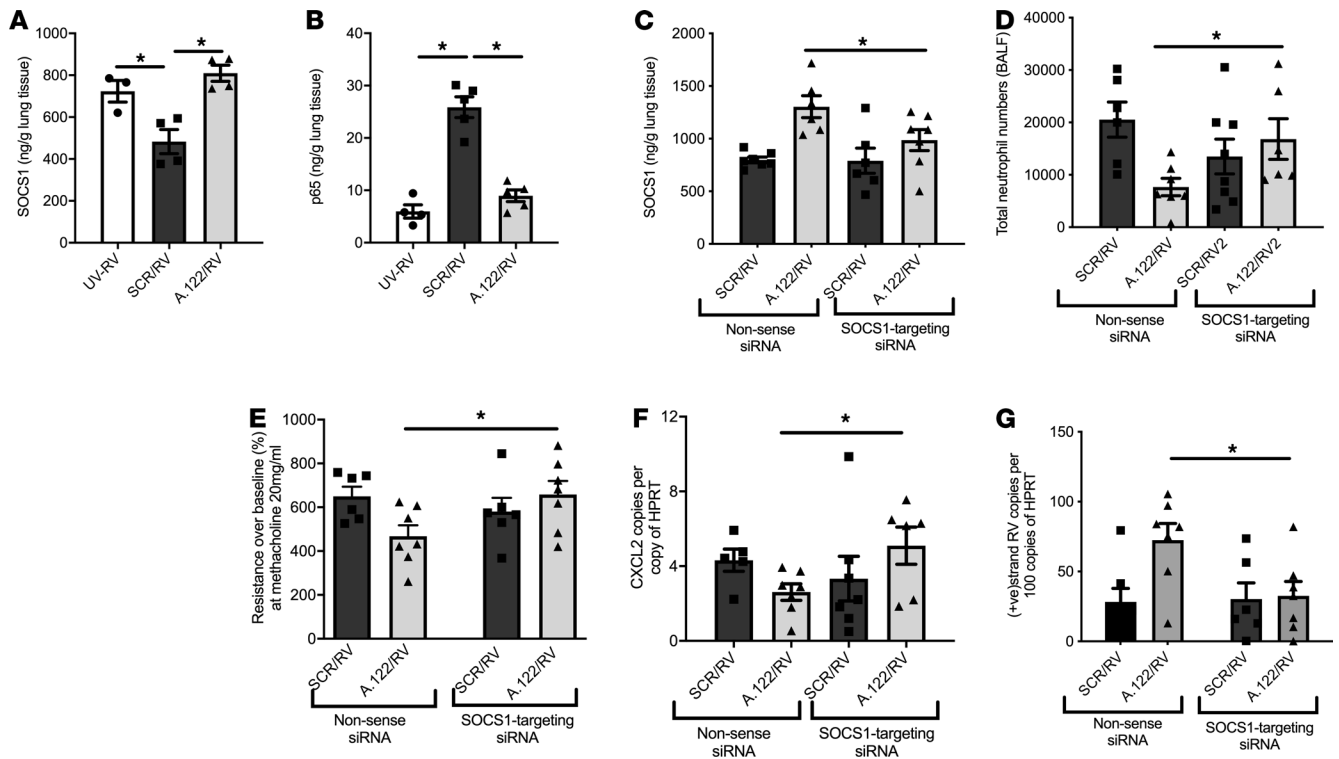 A
SOCS1 (ng/g lung tissue)
1000
800
600
400
200
0
*
*
UV-RV
SCR/RV
A.122/RV
B
p65 (ng/g lung tissue)
40
30
20
10
0
*
*
UV-RV
SCR/RV
A.122/RV
C
SOCS1 (ng/g lung tissue)
2000
1500
1000
500
0
*
SCR/RV
A.122/RV
SCR/RV
A.122/RV
Non-sense
siRNA
SOCS1-targeting
siRNA
D
Total neutrophil numbers (BALF)
40000
30000
20000
10000
0
*
SCR/RV
A.122/RV
SCR/RV2
A.122/RV2
Non-sense
siRNA
SOCS1-targeting
siRNA
E
Resistance over baseline (%)
at methacholine 20mg/ml
1000
800
600
400
200
0
*
SCR/RV
A.122/RV
SCR/RV
A.122/RV
Non-sense
siRNA
SOCS1-targeting
siRNA
F
CXCL2 copies per
copy of HPRT
12
8
4
0
*
SCR/RV
A.122/RV
SCR/RV
A.122/RV
Non-sense
siRNA
SOCS1-targeting
siRNA
G
(+ve)strand RV copies per
100 copies of HPRT
150
100
50
0
*
SCR/RV
A.122/RV
SCR/RV
A.122/RV
Non-sense
siRNA
SOCS1-targeting
siRNA